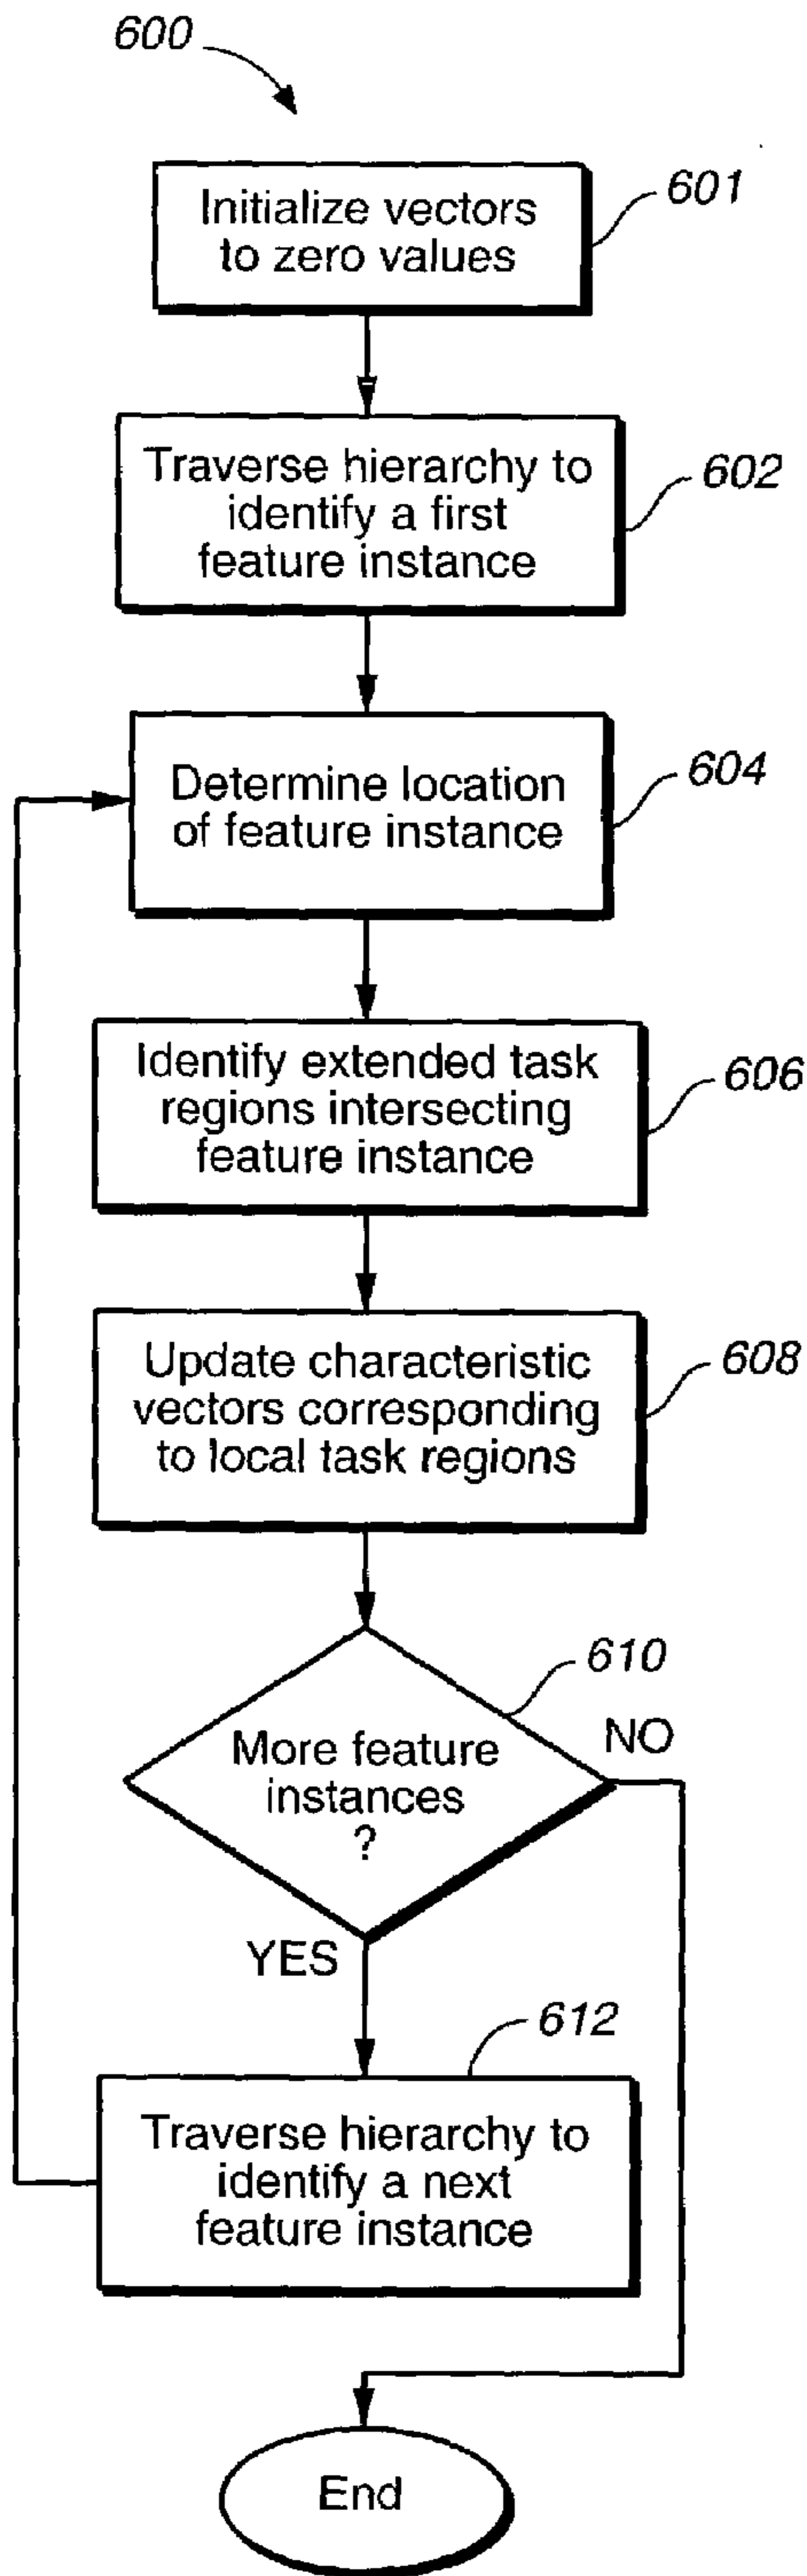 600
Initialize vectors
to zero values
601
Traverse hierarchy to
identify a first
feature instance
602
Determine location
of feature instance
604
Identify extended task
regions intersecting
feature instance
606
Update characteristic
vectors corresponding
to local task regions
608
610
More feature
instances
?
NO
YES
612
Traverse hierarchy to
identify a next
feature instance
End